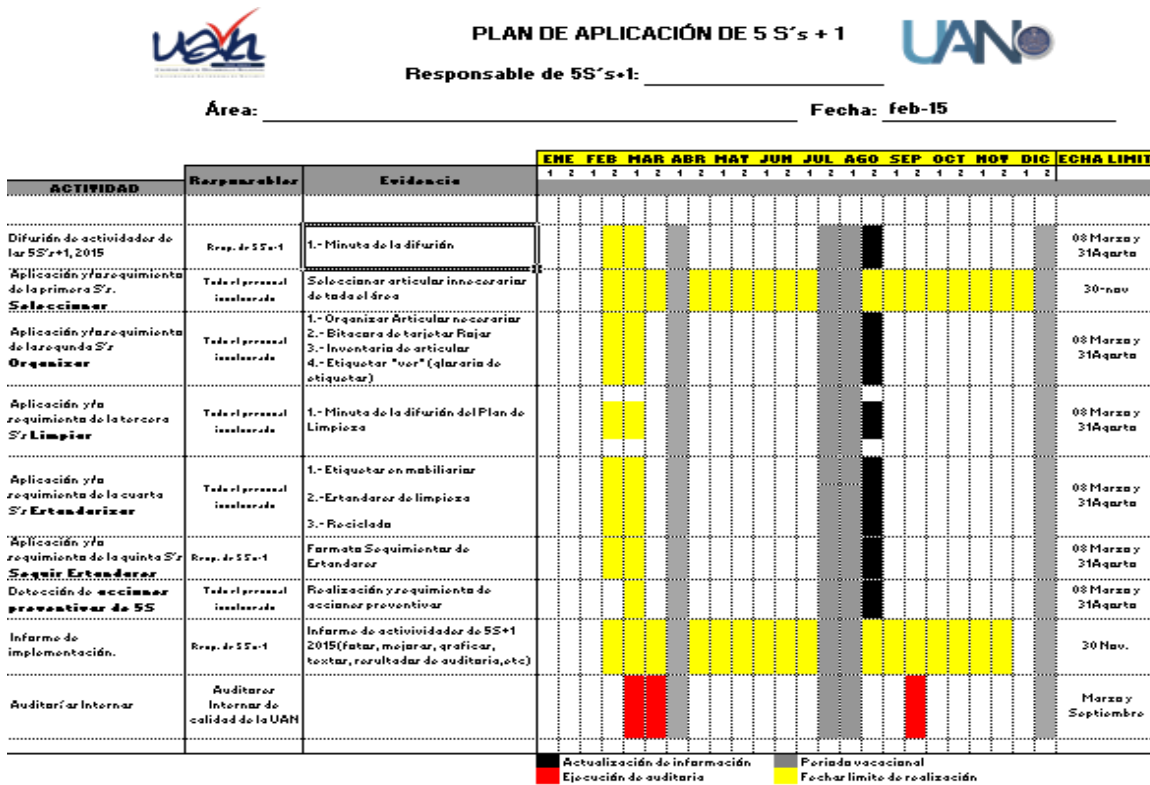 PLAN DE APLICACIÓN DE 5 S´s + 1
UAN
Responsable de 5S´s+1:
Área:
Fecha: feb-15
ENE FEB MAR ABR MAY JUN JUL AGO SEP OCT NOV DIC ECHA LIMIT
ACTIVIDAD Responsables Evidencia 1 2 1 2 1 2 1 2 1 2 1 2 1 2 1 2 1 2 1 2 1 2 1 2
Difusión de actividades de
las 5S's+1, 2015
Resp. de 5 S's+1
1.- Minuta de la difusión
08 Marzo y
31Agosto
Aplicación y/o seguimiento
de la primera S's.
Seleccionar
Todo el personal
involucrado
Seleccionar articulos innecesarios
de toda el área
30-nov
Aplicación y/o seguimiento
de la segunda S's
Organizar
Todo el personal
involucrado
1.- Organizar Articulos necesarios
2.- Bitacora de tarjetas Rojas
3.- Inventario de articulos
4.- Etiquetas "ver" (glosario de
etiquetas)
08 Marzo y
31Agosto
Aplicación y/o
seguimiento de la tercera
S's Limpiar
Todo el personal
involucrado
1.- Minuta de la difusión del Plan de
Limpieza
08 Marzo y
31Agosto
Aplicación y/o
seguimiento de la cuarta
S's Estandarizar
Todo el personal
involucrado
1.- Etiquetas en mobiliarios
2.-Estandares de limpieza
3.- Reciclado
08 Marzo y
31Agosto
Aplicación y/o
seguimiento de la quinta S's
Seguir Estandares
Resp. de 5 S's+1
Formato Seguimientos de
Estandares
08 Marzo y
31Agosto
Detección de acciones
preventivas de 5S
Todo el personal
involucrado
Realización y seguimiento de
acciones preventivas
08 Marzo y
31Agosto
Informe de
implementación.
Resp. de 5 S's+1
Informe de activividades de 5S+1
2015(fotos, mejoras, graficas,
textos, resultados de auditoria,etc)
30 Nov.
Auditorías Internas
Auditores
Internos de
calidad de la UAN
Marzo y
Septiembre
Actualización de información
Periodo vacacional
Ejecución de auditoria
Fechas limite de realización